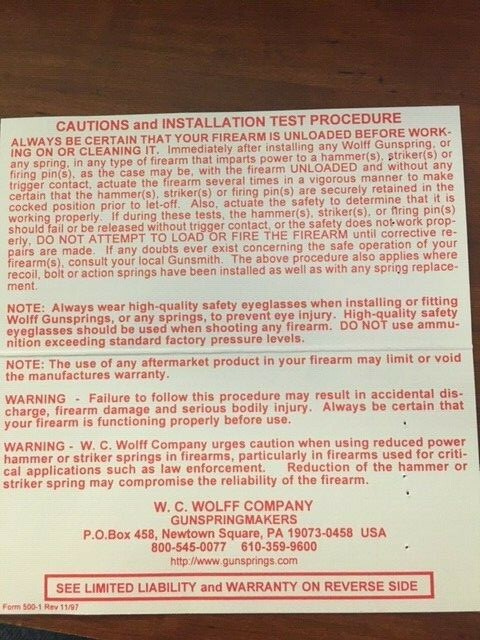 CAUTIONS and INSTALLATION TEST PROCEDURE
ALWAYS BE CERTAIN THAT YOUR FIREARM IS UNLOADED BEFORE WORK-
ING ON OR CLEANING IT. Immediately after installing any Wolff Gunspring, or
any spring, in any type of firearm that imparts power to a hammer(s), striker(s) or
firing pin(s), as the case may be, with the firearm UNLOADED and without any
trigger contact, actuate the firearm several times in a vigorous manner to make
certain that the hammer(s), striker(s) or firing pin(s) are securely retained in the
cocked position prior to let-off. Also, actuate the safety to determine that it is
working properly. If during these tests, the hammer(s), striker(s), or firing pin(s)
should fail or be released without trigger contact, or the safety does not work prop-
erly, DO NOT ATTEMPT TO LOAD OR FIRE THE FIREARM until corrective re-
pairs are made. If any doubts ever exist concerning the safe operation of your
firearm(s), consult your local Gunsmith. The above procedure also applies where
recoil, bolt or action springs have been installed as well as with any spring replace-
ment.
NOTE: Always wear high-quality safety eyeglasses when installing or fitting
Wolff Gunsprings, or any springs, to prevent eye injury. High-quality safety
eyeglasses should be used when shooting any firearm. DO NOT use ammu-
nition exceeding standard factory pressure levels.
NOTE: The use of any aftermarket product in your firearm may limit or void
the manufactures warranty.
WARNING - Failure to follow this procedure may result in accidental dis-
charge, firearm damage and serious bodily injury. Always be certain that
your firearm is functioning properly before use.
WARNING - W. C. Wolff Company urges caution when using reduced power
hammer or striker springs in firearms, particularly in firearms used for criti-
cal applications such as law enforcement. Reduction of the hammer or
striker spring may compromise the reliability of the firearm.
W. C. WOLFF COMPANY
GUNSPRINGMAKERS
P.O.Box 458, Newtown Square, PA 19073-0458 USA
800-545-0077 610-359-9600
http://www.gunsprings.com
SEE LIMITED LIABILITY and WARRANTY ON REVERSE SIDE
Form 500-1 Rev 11/97